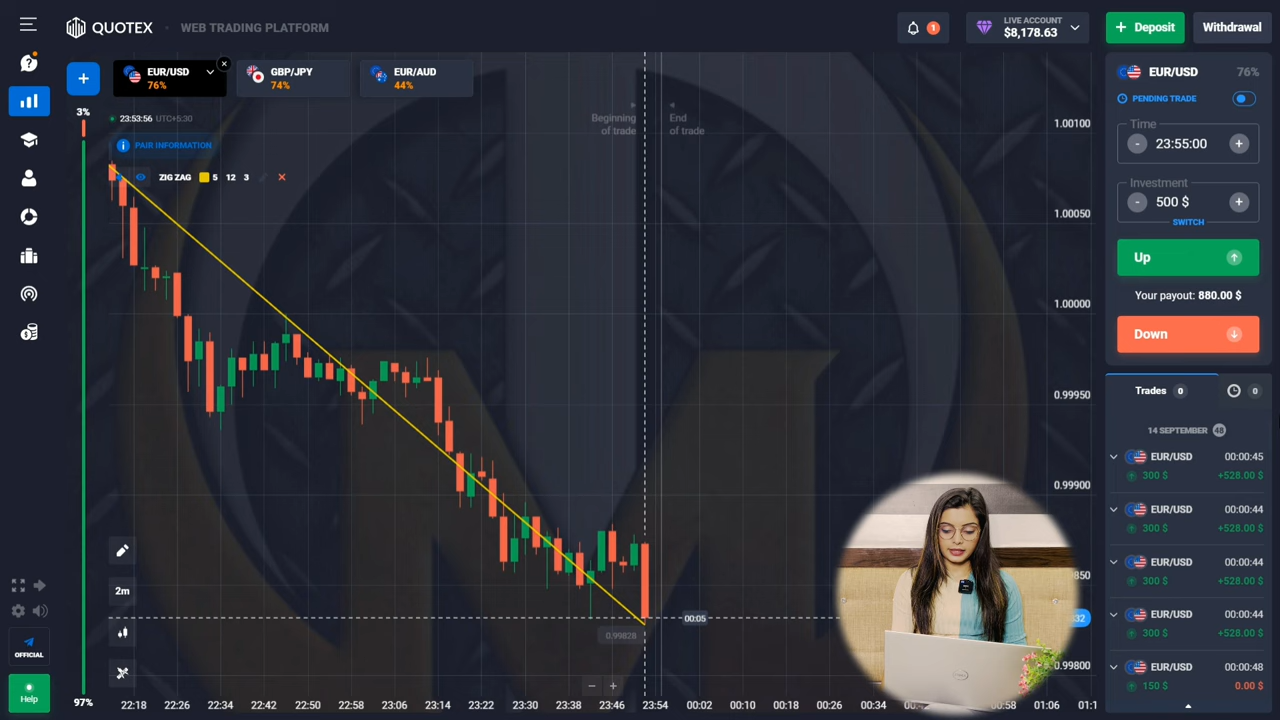 QUOTEX
WEB TRADING PLATFORM
1
LIVE ACCOUNT
$8,178.63
+ Deposit
Withdrawal
+
EUR/USD
76%
GBP/JPY
74%
EUR/AUD
44%
3%
23:53:56 UTC+5:30
i PAIR INFORMATION
ZIG ZAG 5 12 3
Beginning
of trade
End
of trade
1.00100
1.00050
1.00000
0.99950
0.99900
850
32
0.99800
00:05
0.99828
2m
97%
22:18 22:26 22:34 22:42 22:50 22:58 23:06 23:14 23:22 23:30 23:38 23:46 23:54 00:02 00:10 00:18 00:26 00:34 00:58 01:06 01:1
OFFICIAL
Help
EUR/USD 76%
PENDING TRADE
Time
- 23:55:00 +
Investment
- 500 $ +
SWITCH
Up
Your payout: 880.00 $
Down
Trades 0 0
14 SEPTEMBER 48
EUR/USD 00:00:45
300 $ +528.00 $
EUR/USD 00:00:44
300 $ +528.00 $
EUR/USD 00:00:44
300 $ +528.00 $
EUR/USD 00:00:44
300 $ +528.00 $
EUR/USD 00:00:48
150 $ 0.00 $